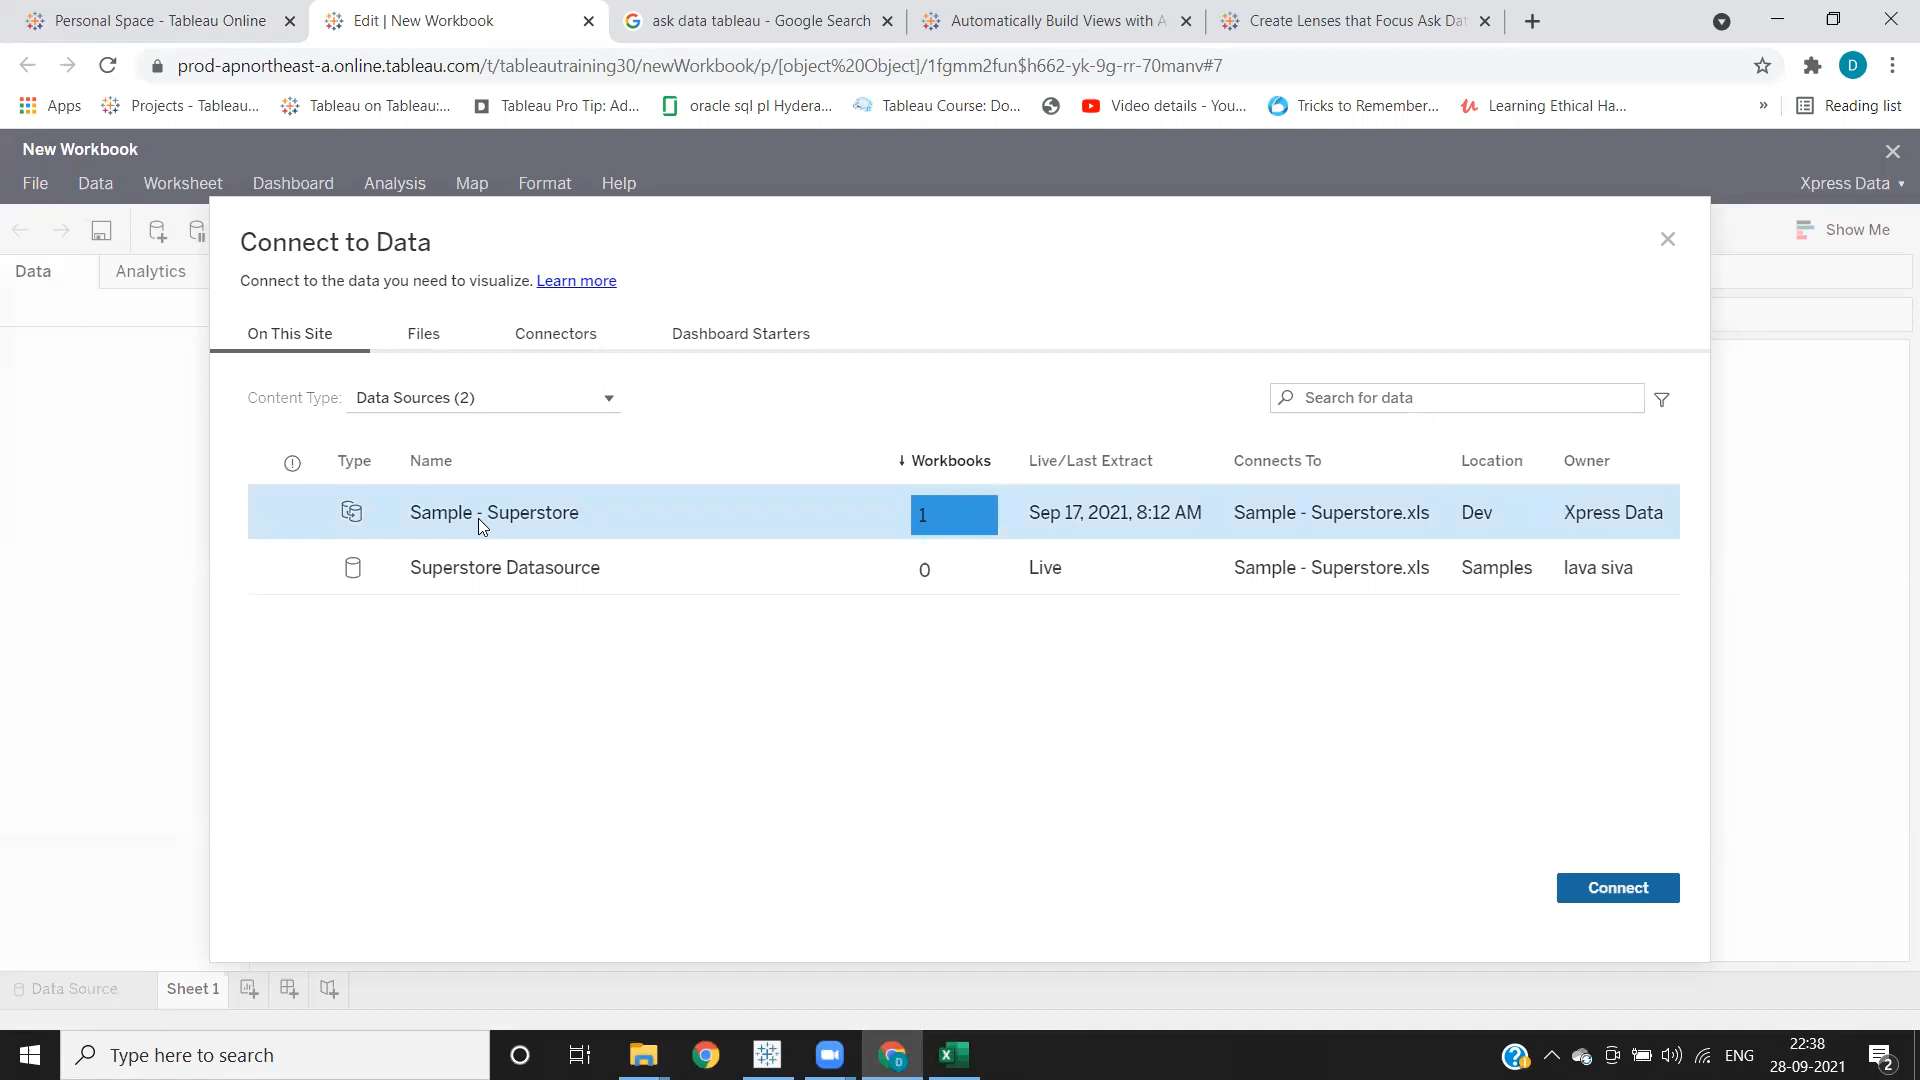 Personal Space - Tableau Online
Edit | New Workbook
ask data tableau - Google Search
Automatically Build Views with A
Create Lenses that Focus Ask Dat
prod-apnortheast-a.online.tableau.com/t/tableautraining30/newWorkbook/p/[object%20Object]/1fgmm2fun$h662-yk-9g-rr-70manv#7
D
Apps
Projects - Tableau...
Tableau on Tableau:...
Tableau Pro Tip: Ad...
oracle sql pl Hydera...
Tableau Course: Do...
Video details - You...
Tricks to Remember...
Learning Ethical Ha...
»
Reading list
New Workbook
File Data Worksheet Dashboard Analysis Map Format Help
Xpress Data
Show Me
Data
Analytics
Connect to Data
Connect to the data you need to visualize. Learn more
On This Site Files Connectors Dashboard Starters
Content Type: Data Sources (2)
Search for data
Type Name Workbooks Live/Last Extract Connects To Location Owner
Sample - Superstore 1 Sep 17, 2021, 8:12 AM Sample - Superstore.xls Dev Xpress Data
Superstore Datasource 0 Live Sample - Superstore.xls Samples lava siva
Connect
Data Source
Sheet 1
Type here to search
ENG
22:38
28-09-2021
2